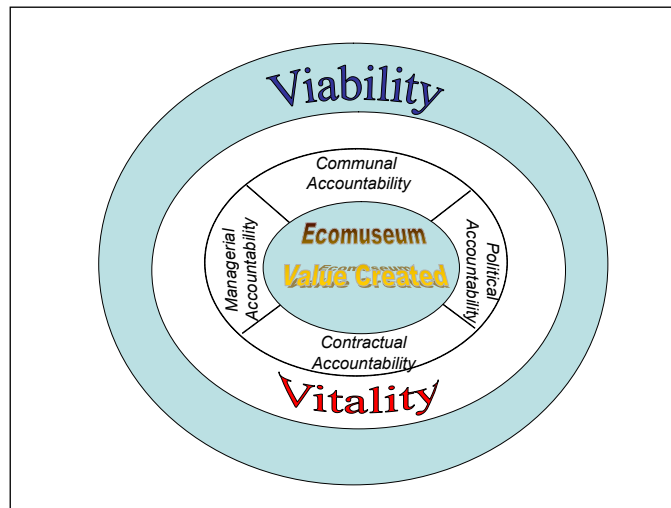 Viability
Communal
Accountability
Managerial
Accountability
Ecomuseum
Value Created
Political
Accountability
Contractual
Accountability
Vitality